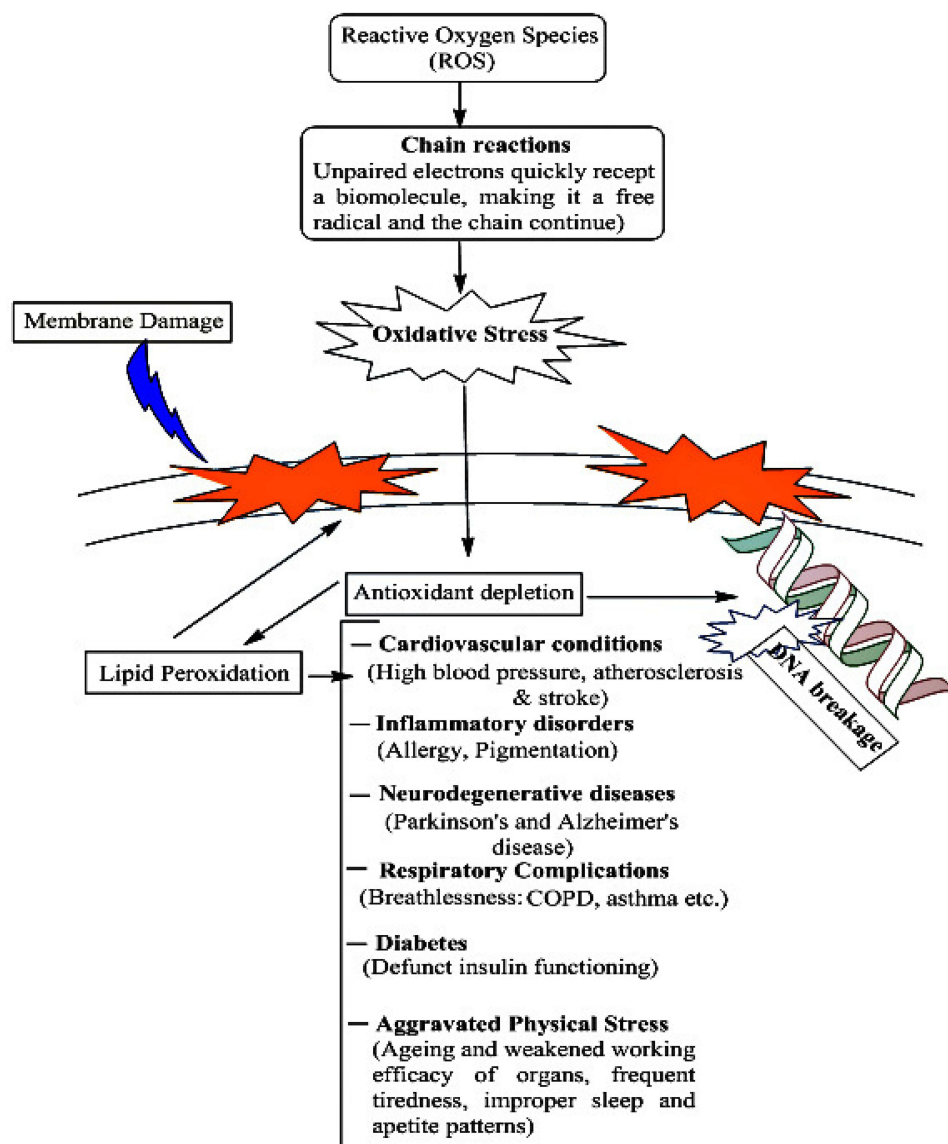 Reactive Oxygen Species
(ROS)
Chain reactions
Unpaired electrons quickly recept
a biomolecule, making it a free
radical and the chain continue)
Membrane Damage
Oxidative Stress
Antioxidant depletion
Lipid Peroxidation
DNA breakage
— Cardiovascular conditions
(High blood pressure, atherosclerosis
& stroke)
— Inflammatory disorders
(Allergy, Pigmentation)
— Neurodegenerative diseases
(Parkinson's and Alzheimer's
disease)
— Respiratory Complications
(Breathlessness: COPD, asthma etc.)
— Diabetes
(Defunct insulin functioning)
— Aggravated Physical Stress
(Ageing and weakened working
efficacy of organs, frequent
tiredness, improper sleep and
apetite patterns)